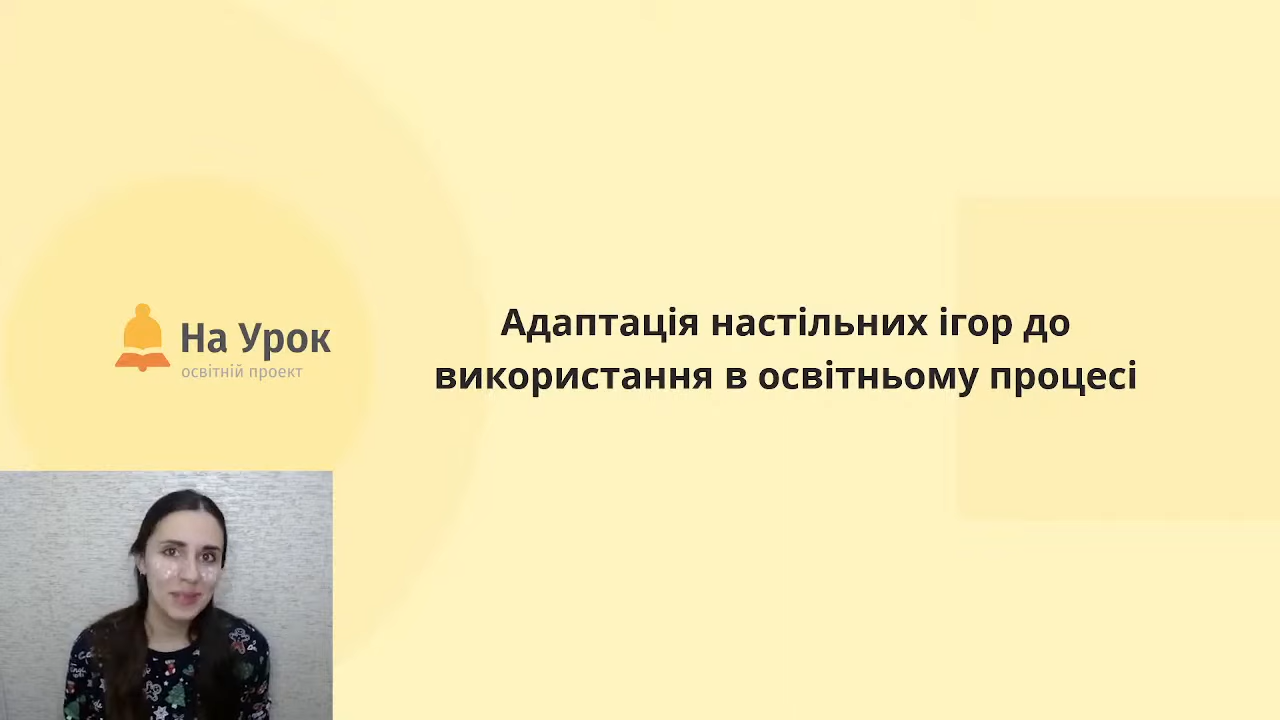 На Урок
освітній проект
Адаптація настільних ігор до
використання в освітньому процесі